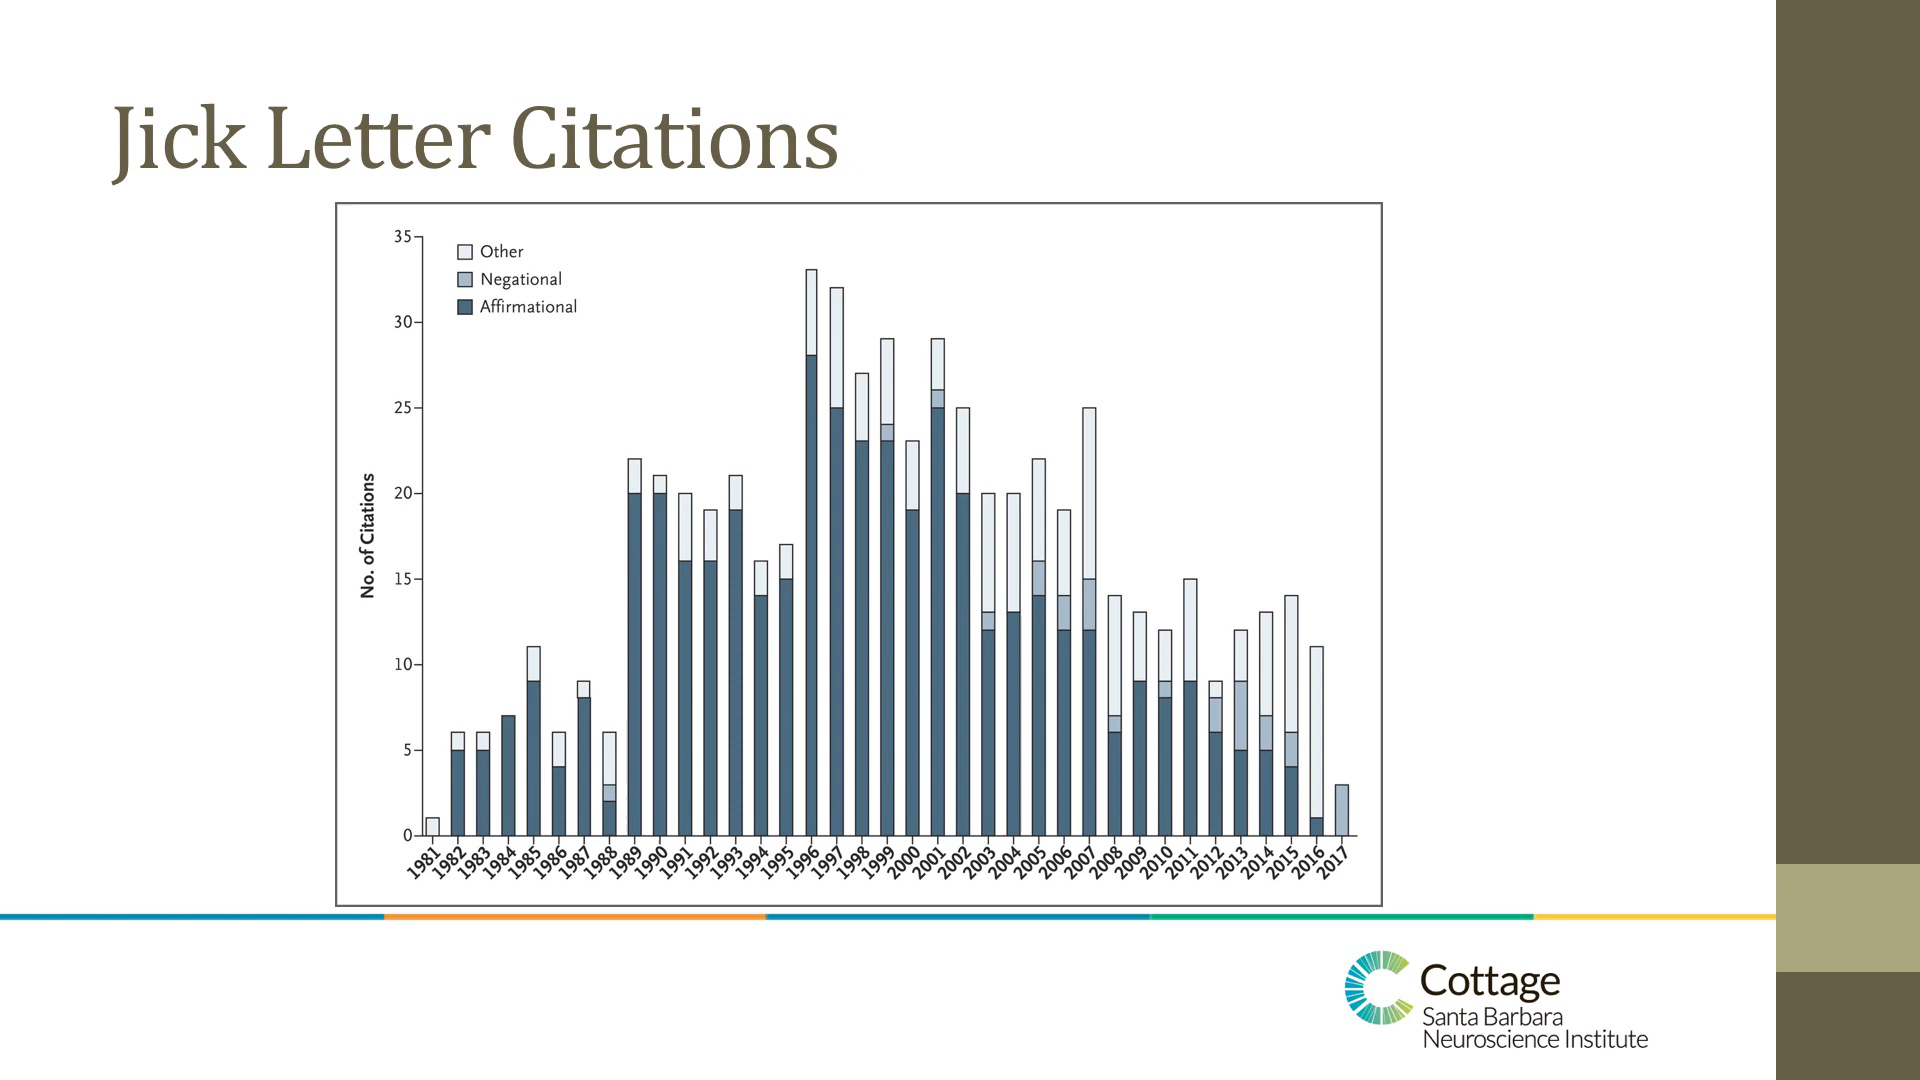 Jick Letter Citations
35
Other
Negational
Affirmational
30
25
20
15
10
5
0
No. of Citations
1981 1982 1983 1984 1985 1986 1987 1988 1989 1990 1991 1992 1993 1994 1995 1996 1997 1998 1999 2000 2001 2002 2003 2004 2005 2006 2007 2008 2009 2010 2011 2012 2013 2014 2015 2016 2017
Cottage
Santa Barbara
Neuroscience Institute